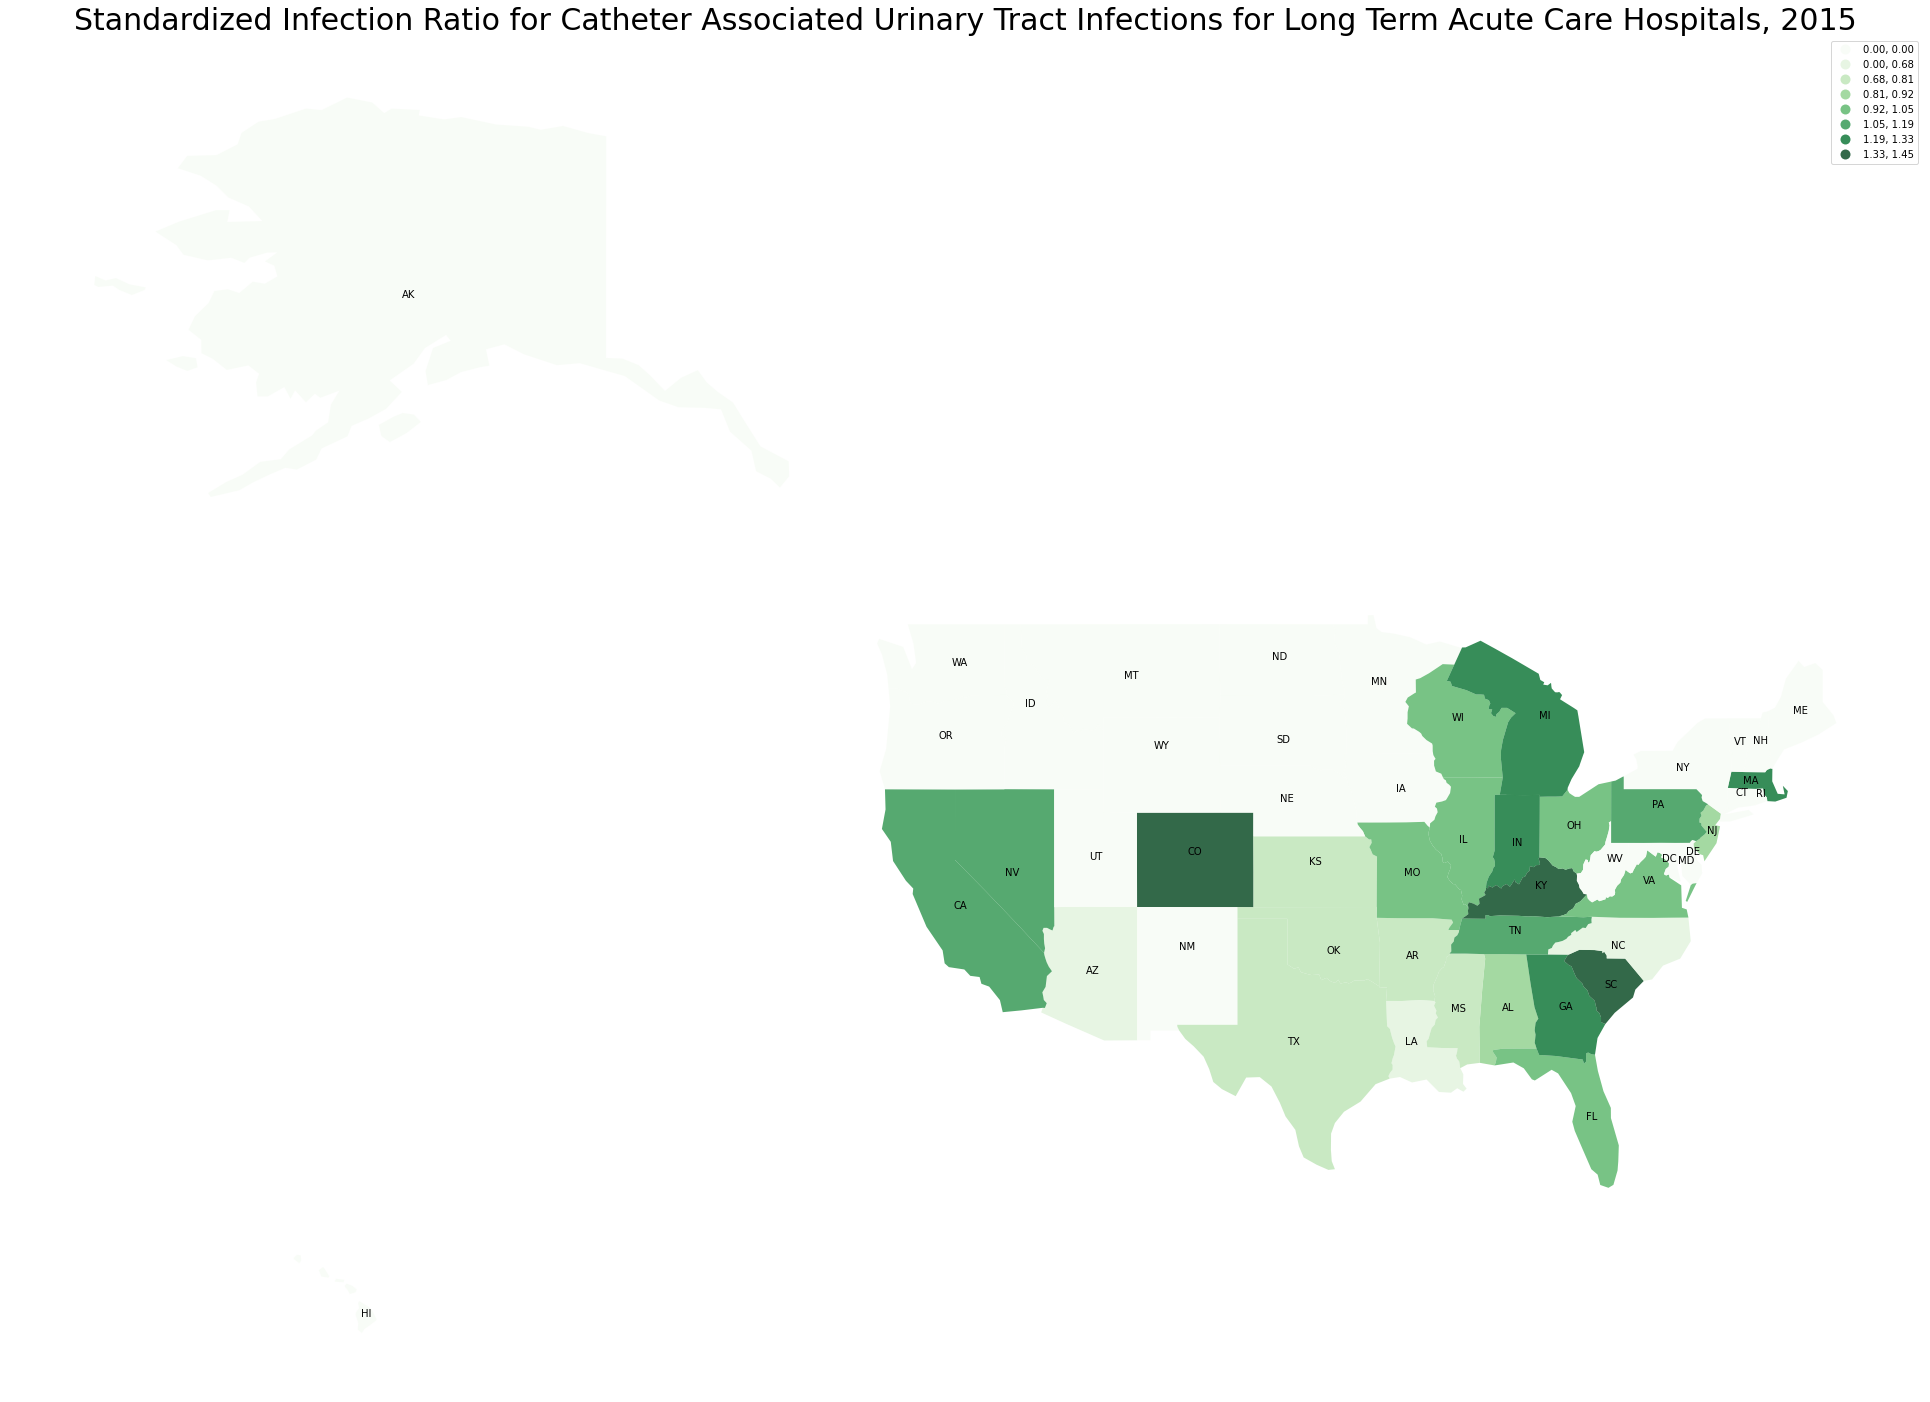 Standardized Infection Ratio for Catheter Associated Urinary Tract Infections for Long Term Acute Care Hospitals, 2015
0.00, 0.00
0.00, 0.68
0.68, 0.81
0.81, 0.92
0.92, 1.05
1.05, 1.19
1.19, 1.33
1.33, 1.45
AK
WA
MT
ND
MN
ID
OR
WY
SD
WI
MI
ME
VT
NH
NY
NE
IA
MA
CT
RI
PA
NJ
UT
CO
KS
NV
CA
MO
IL
IN
OH
WV
DC
DE
MD
VA
KY
AZ
NM
OK
AR
TN
NC
SC
TX
LA
MS
AL
GA
FL
HI